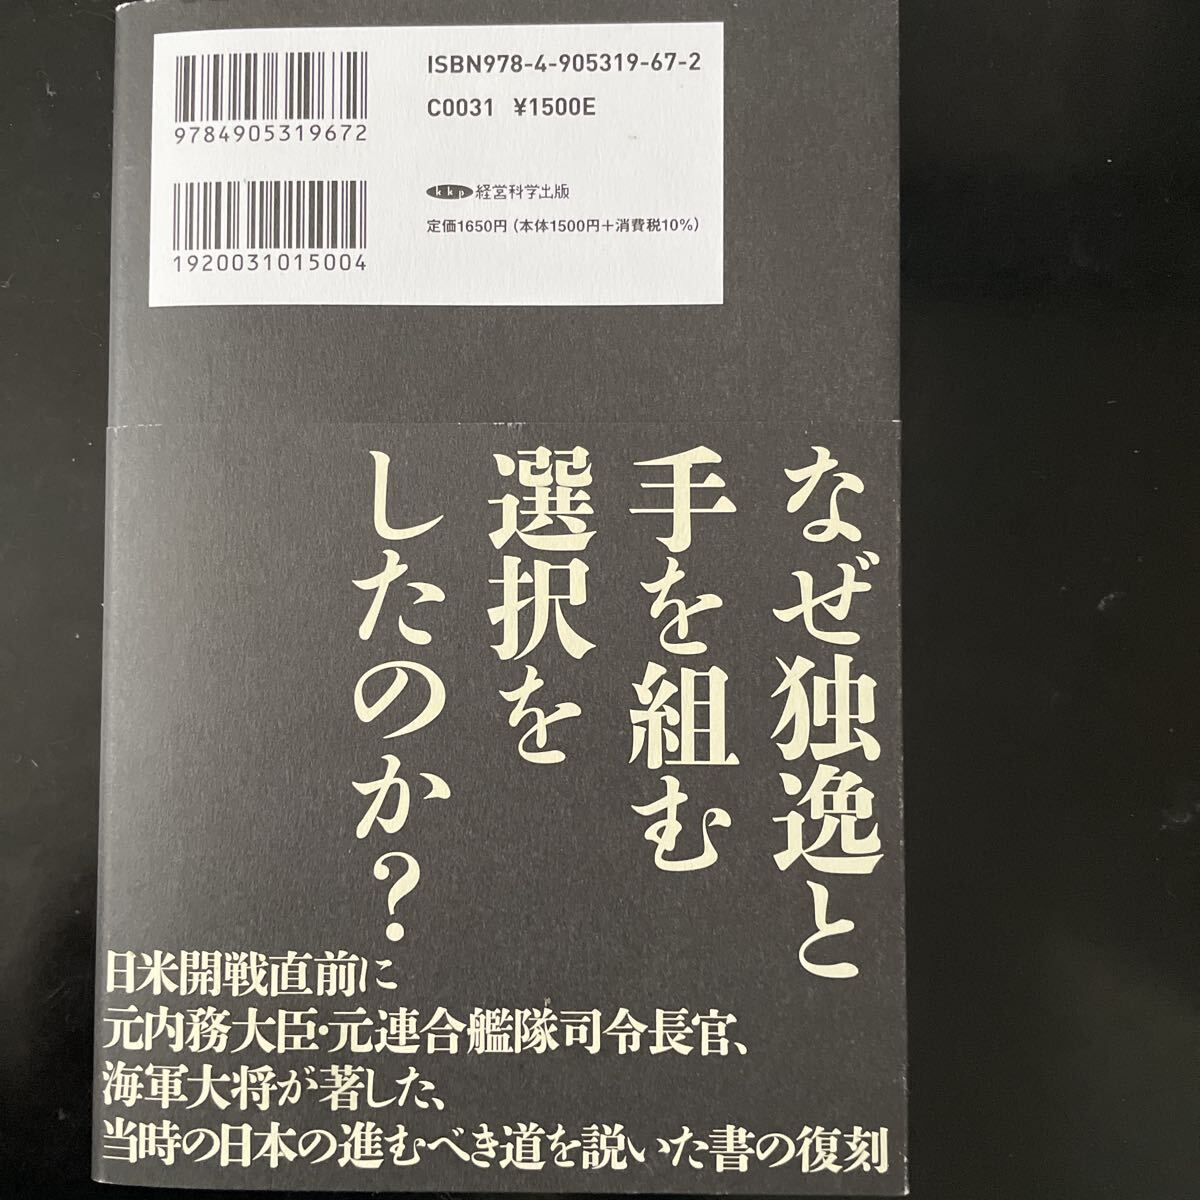 ISBN978-4-905319-67-2
C0031 ¥1500E
9784905319672
kkp 経営科学出版
定価1650円(本体1500円+消費税10%)
1920031015004
なぜ独逸と
手を組む
選択を
したのか?
日米開戦直前に
元内務大臣・元連合艦隊司令長官、
海軍大将が著した、
当時の日本の進むべき道を説いた書の復刻